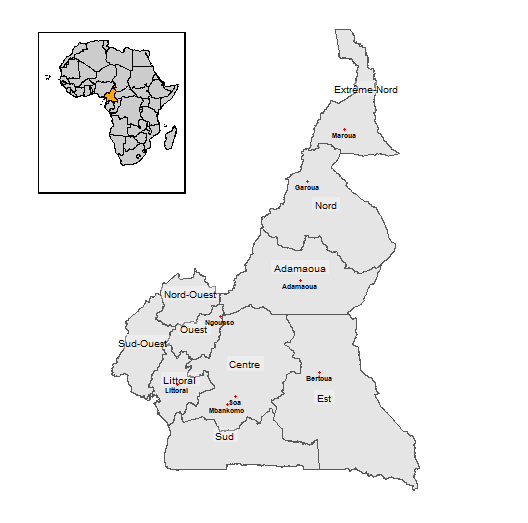 Extrême-Nord
Maroua
Garoua
Nord
Adamaoua
Adamaoua
Nord-Ouest
Ngousso
Ouest
Sud-Ouest
Centre
Bertoua
Littoral
Littoral
Est
Soa
Mbankomo
Sud